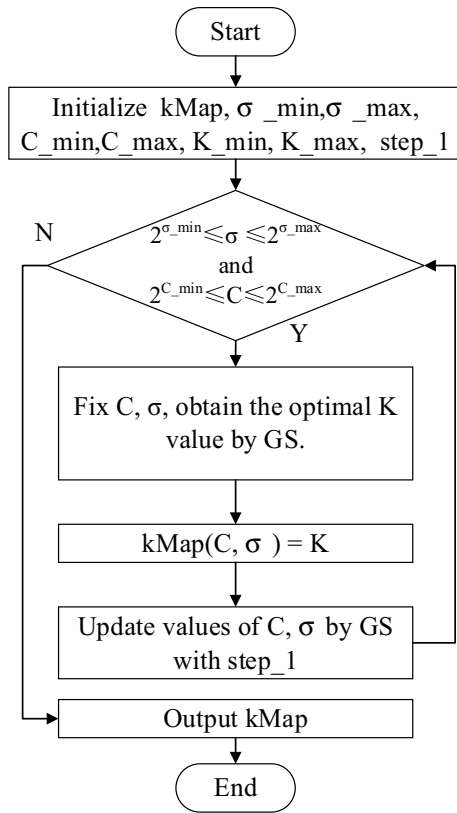 Start
Initialize kMap, σ _min,σ _max,
C_min,C_max, K_min, K_max, step_1
N
2^σ_min ≤ σ ≤ 2^σ_max
and
2^C_min ≤ C ≤ 2^C_max
Y
Fix C, σ, obtain the optimal K
value by GS.
kMap(C, σ ) = K
Update values of C, σ by GS
with step_1
Output kMap
End